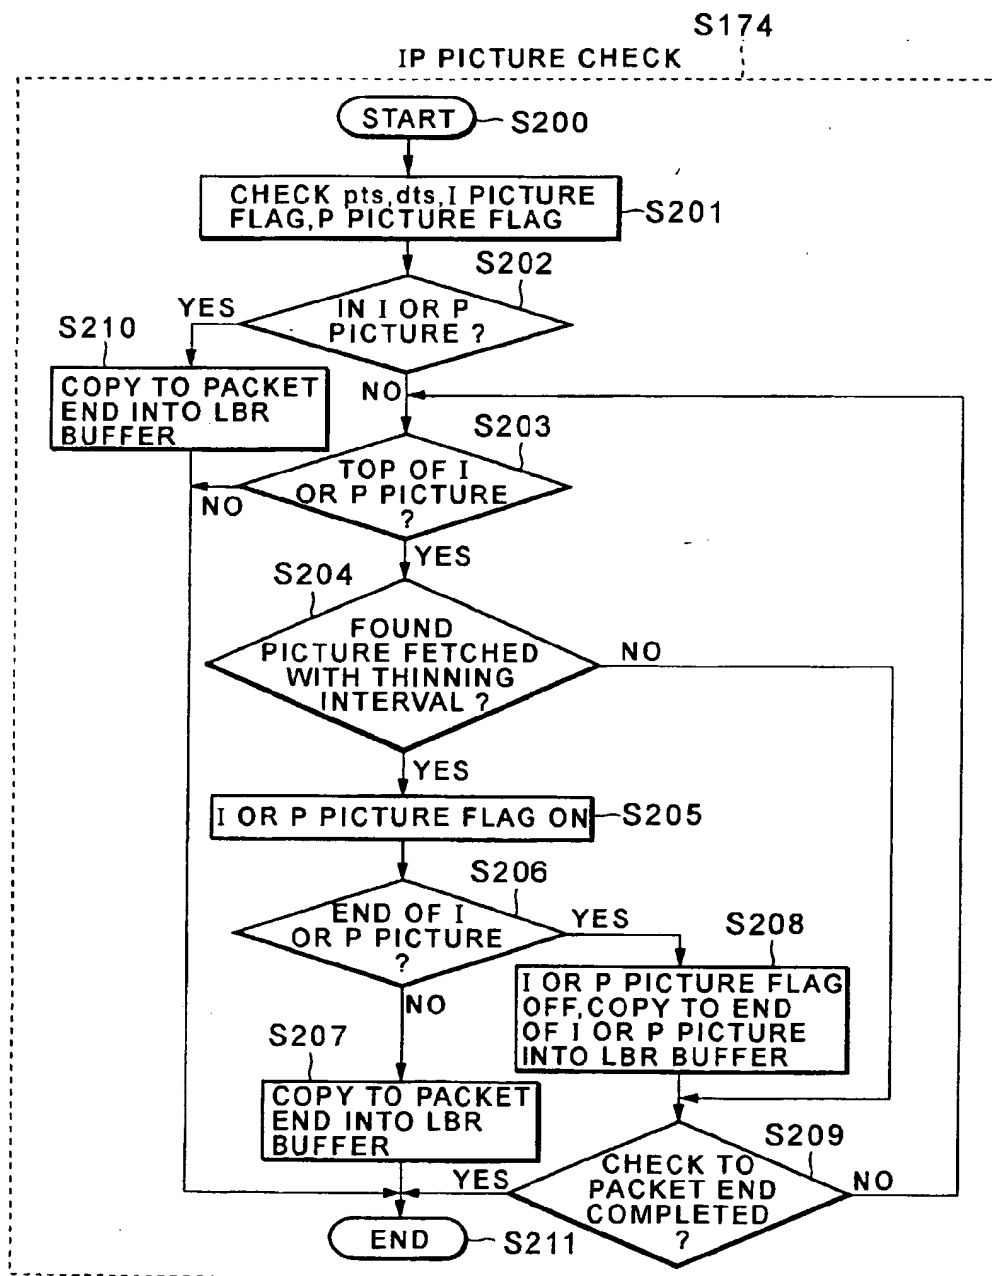 S174
IP PICTURE CHECK
START
S200
CHECK pts,dts,I PICTURE
FLAG,P PICTURE FLAG
S201
S202
IN I OR P
PICTURE ?
YES
S210
COPY TO PACKET
END INTO LBR
BUFFER
NO
S203
TOP OF I
OR P PICTURE
?
NO
YES
S204
FOUND
PICTURE FETCHED
WITH THINNING
INTERVAL ?
NO
YES
I OR P PICTURE FLAG ON
S205
S206
END OF I
OR P PICTURE
?
YES
S208
I OR P PICTURE FLAG
OFF,COPY TO END
OF I OR P PICTURE
INTO LBR BUFFER
NO
S207
COPY TO PACKET
END INTO LBR
BUFFER
S209
CHECK TO
PACKET END
COMPLETED
?
YES
NO
END
S211